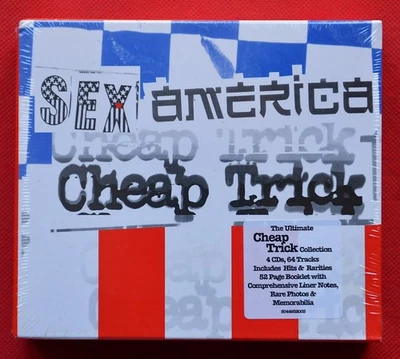 SEX america
Cheap Trick
Cheap Trick
The Ultimate
Cheap
Trick Collection
4 CDs, 64 Tracks
Includes Hits & Rarities
52 Page Booklet with
Comprehensive Liner Notes,
Rare Photos &
Memorabilia